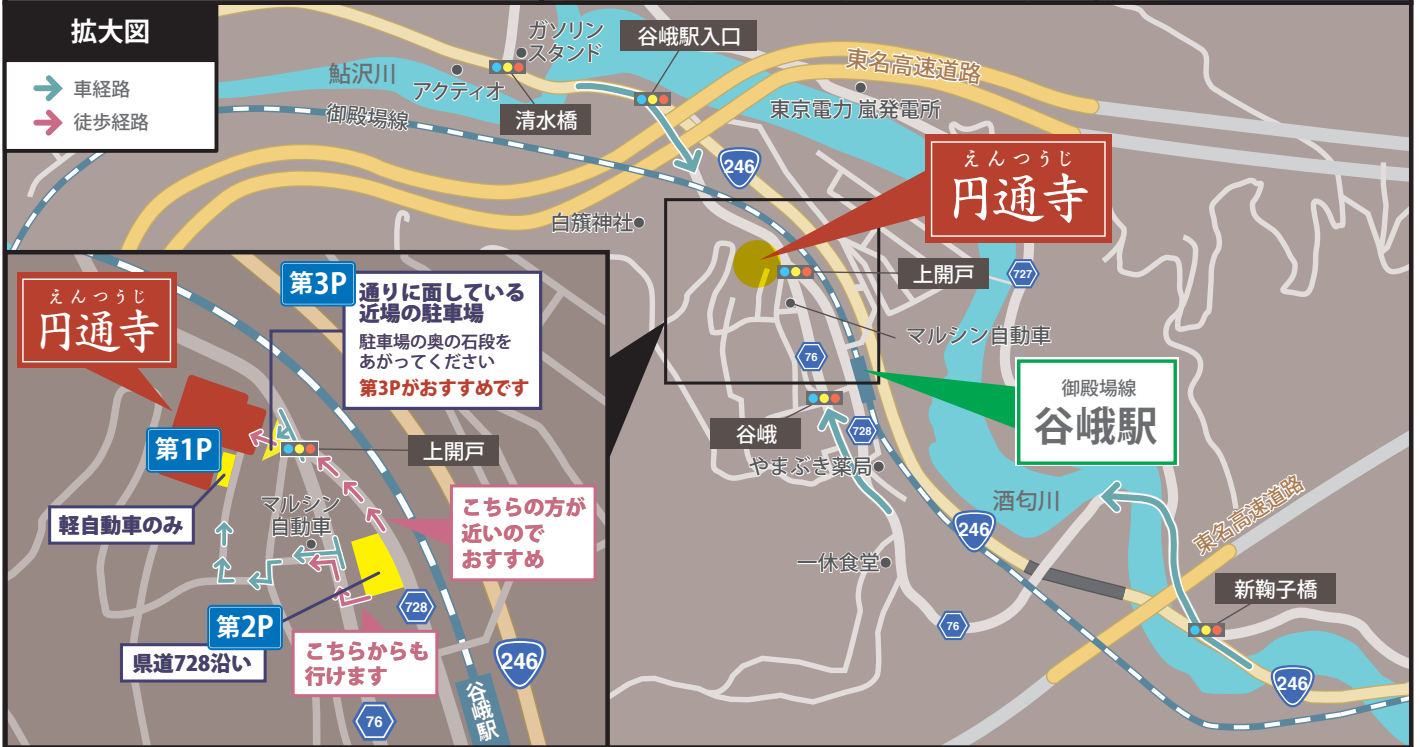 拡大図
車経路
徒歩経路
ガソリン
スタンド
谷峨駅入口
鮎沢川
アクティオ
御殿場線
清水橋
東名高速道路
東京電力 嵐発電所
246
えんつうじ
円通寺
白籏神社
上開戸
727
マルシン自動車
76
御殿場線
谷峨駅
谷峨
728
やまぶき薬局
酒匂川
246
一休食堂
東名高速道路
新鞠子橋
76
246
えんつうじ
円通寺
第3P
通りに面している
近場の駐車場
駐車場の奥の石段を
あがってください
第3Pがおすすめです
第1P
軽自動車のみ
上開戸
マルシン
自動車
こちらの方が
近いので
おすすめ
第2P
県道728沿い
728
こちらからも
行けます
246
76
谷峨駅